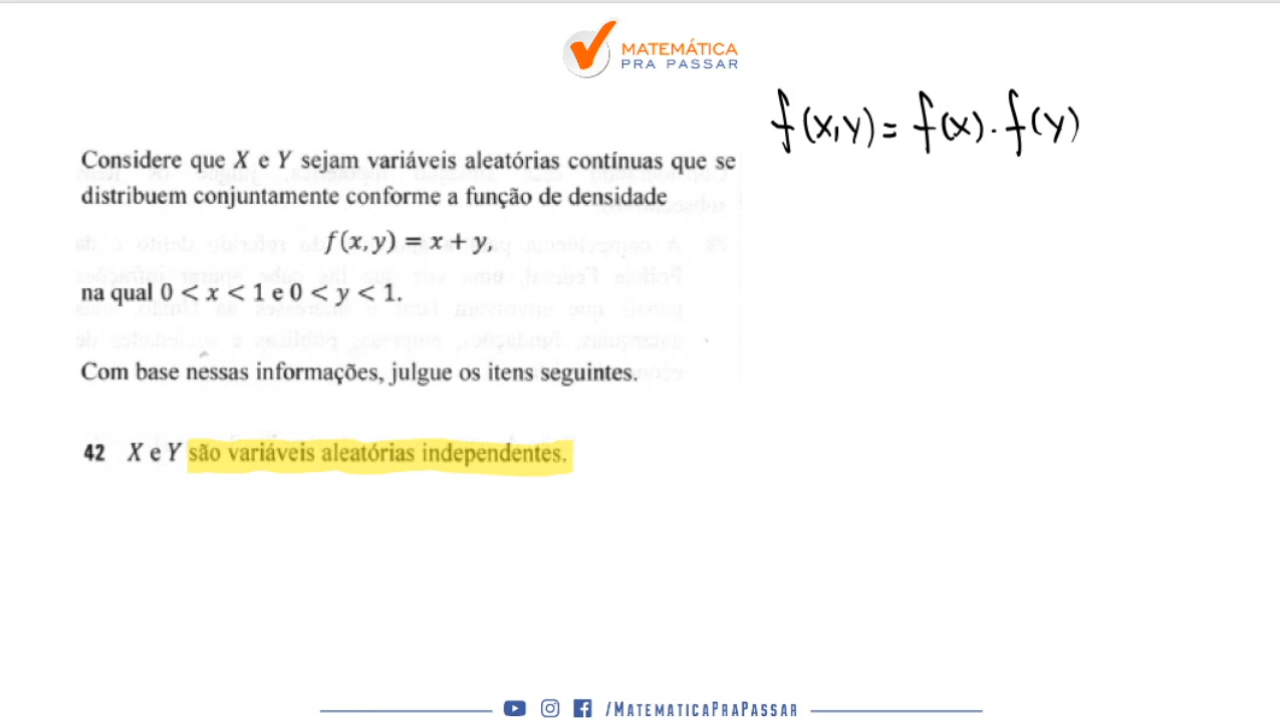 MATEMÁTICA
PRA PASSAR
f(x,y) = f(x) . f(y)
Considere que X e Y sejam variáveis aleatórias contínuas que se
distribuem conjuntamente conforme a função de densidade
f(x,y) = x + y,
na qual 0 < x < 1 e 0 < y < 1.
Com base nessas informações, julgue os itens seguintes.
42 X e Y são variáveis aleatórias independentes.
/MATEMATICAPRAPASSAR